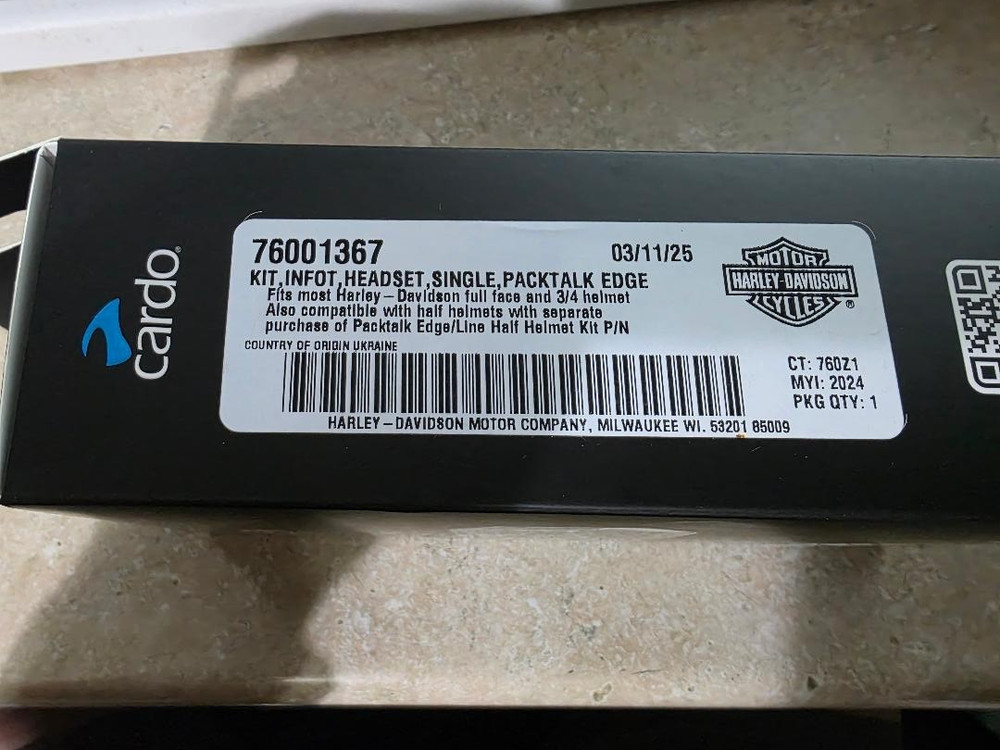 cardo®
76001367
03/11/25
KIT,INFOT,HEADSET,SINGLE,PACKTALK EDGE
Fits most Harley-Davidson full face and 3/4 helmet
Also compatible with half helmets with separate
purchase of Packtalk Edge/Line Half Helmet Kit P/N
COUNTRY OF ORIGIN UKRAINE
MOTOR
HARLEY-DAVIDSON
CYCLES
®
CT: 760Z1
MYI: 2024
PKG QTY: 1
HARLEY-DAVIDSON MOTOR COMPANY, MILWAUKEE WI. 53201 85009